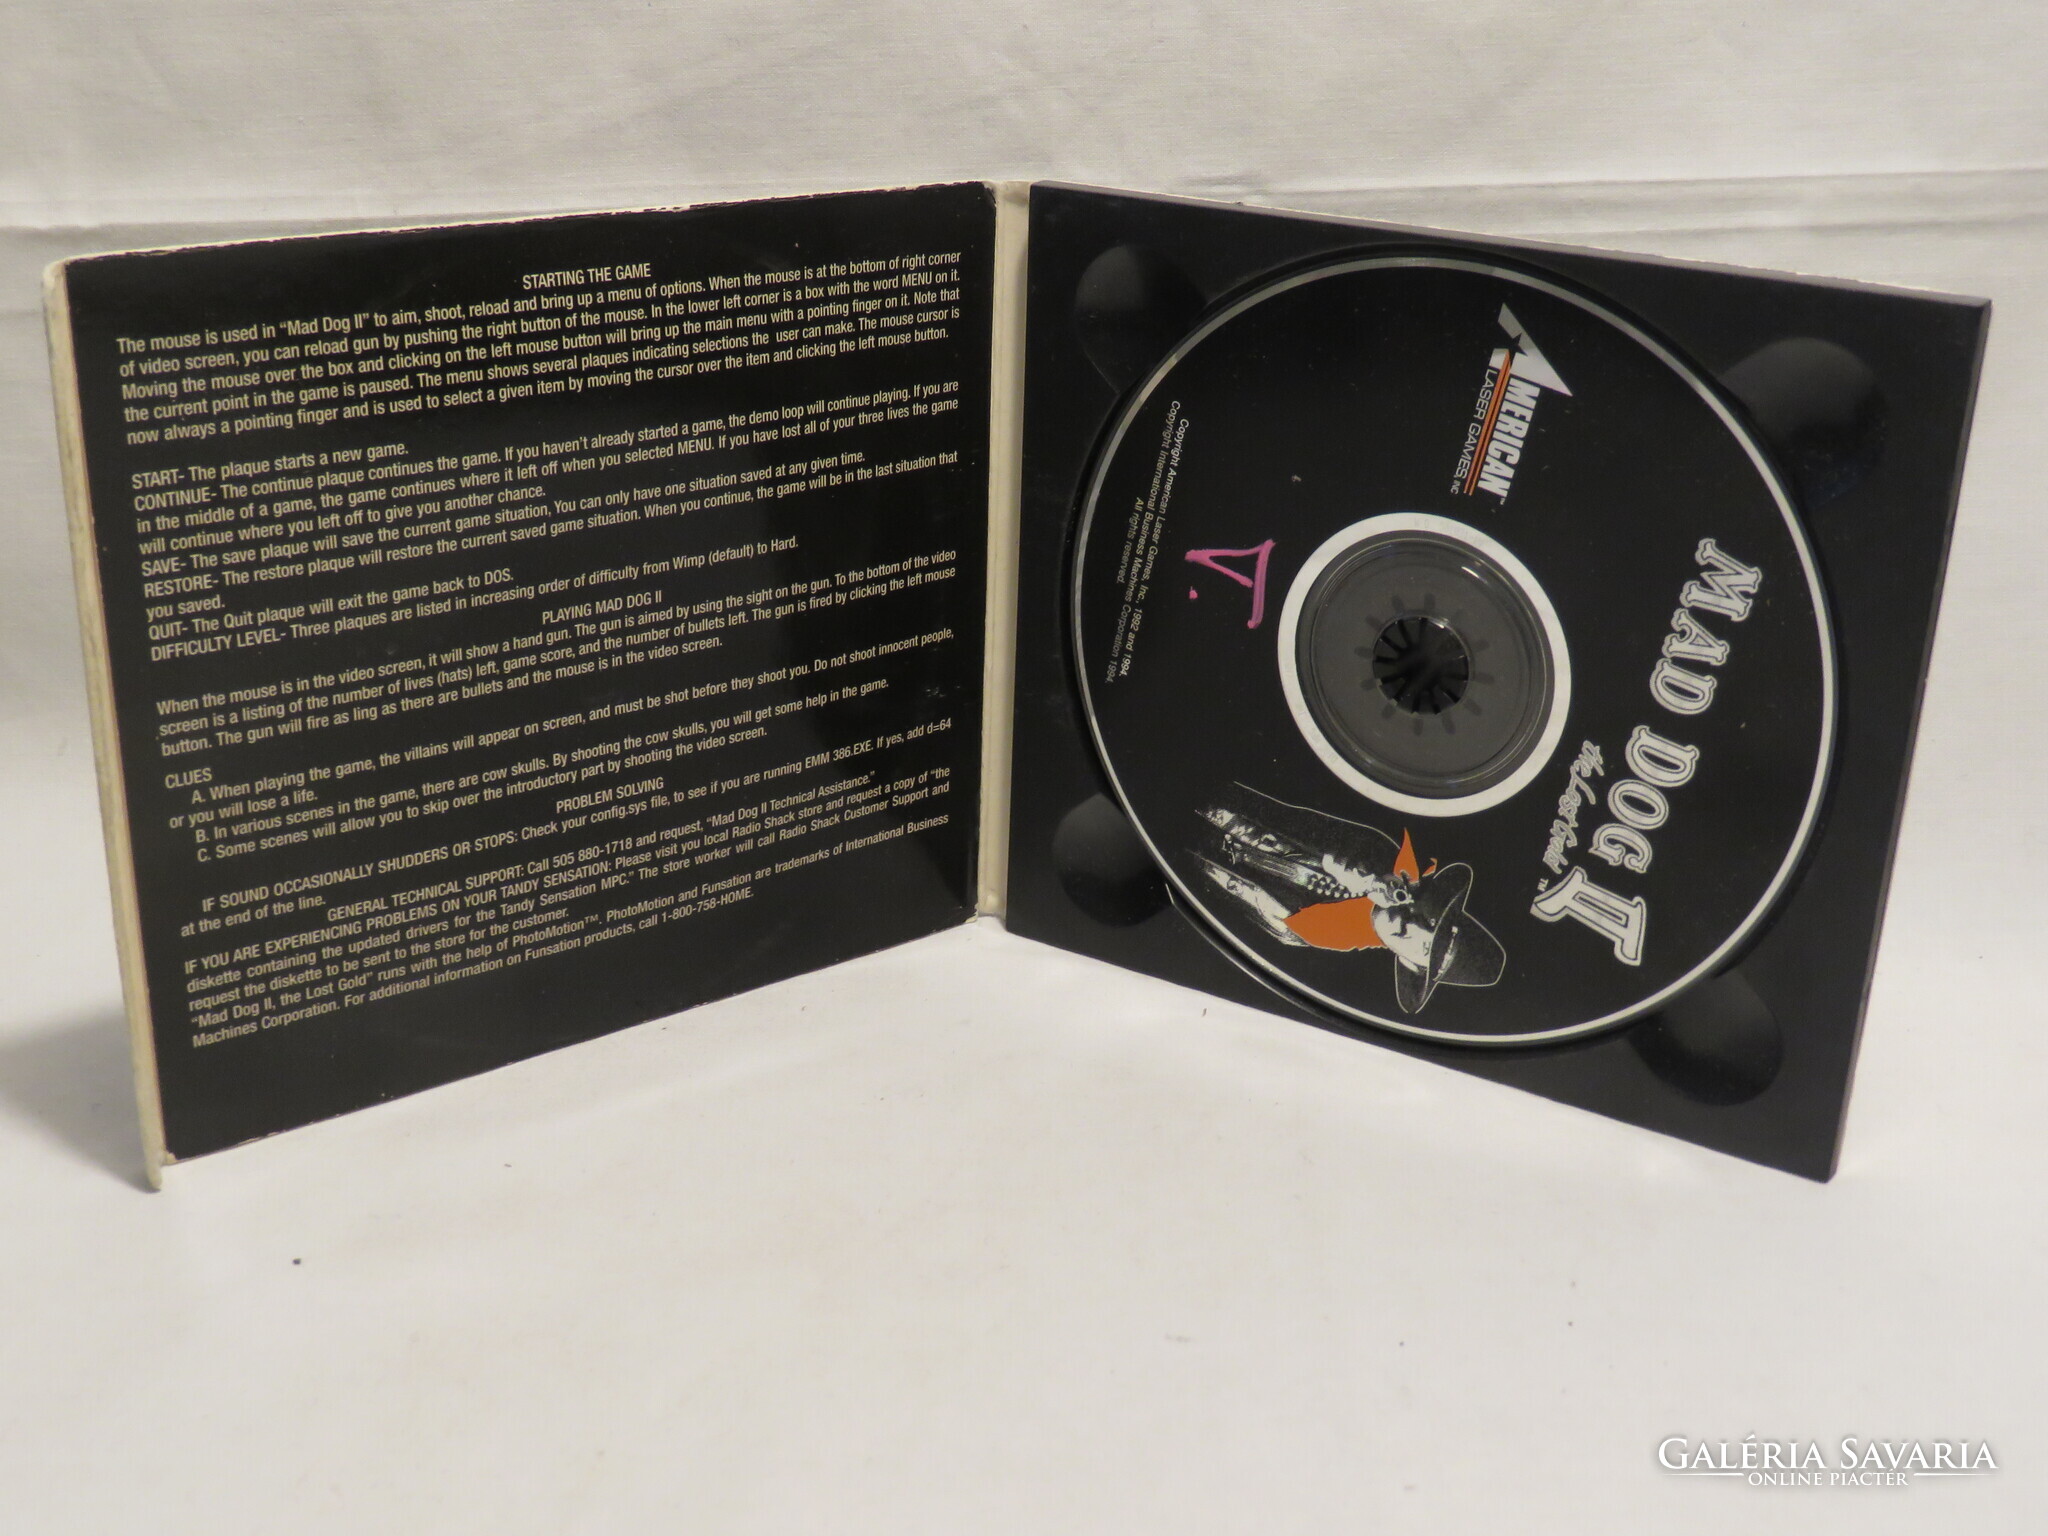 STARTING THE GAME
The mouse is used in “Mad Dog II” to aim, shoot, reload and bring up a menu of options. When the mouse is at the bottom of right corner
of video screen, you can reload gun by pushing the right button of the mouse. In the lower left corner is a box with the word MENU on it.
Moving the mouse over the box and clicking on the left mouse button will bring up the main menu with a pointing finger on it. Note that
the current point in the game is paused. The menu shows several plaques indicating selections the user can make. The mouse cursor is
now always a pointing finger and is used to select a given item by moving the cursor over the item and clicking the left mouse button.
START- The plaque starts a new game.
CONTINUE- The continue plaque continues the game. If you haven’t already started a game, the demo loop will continue playing. If you are
in the middle of a game, the game continues where it left off when you selected MENU. If you have lost all of your three lives the game
will continue where you left off to give you another chance.
SAVE- The save plaque will save the current game situation, You can only have one situation saved at any given time.
RESTORE- The restore plaque will restore the current saved game situation. When you continue, the game will be in the last situation that
you saved.
QUIT- The Quit plaque will exit the game back to DOS.
DIFFICULTY LEVEL- Three plaques are listed in increasing order of difficulty from Wimp (default) to Hard.
PLAYING MAD DOG II
When the mouse is in the video screen, it will show a hand gun. The gun is aimed by using the sight on the gun. To the bottom of the video
screen is a listing of the number of lives (hats) left, game score, and the number of bullets left. The gun is fired by clicking the left mouse
button. The gun will fire as ling as there are bullets and the mouse is in the video screen.
CLUES
A. When playing the game, the villains will appear on screen, and must be shot before they shoot you. Do not shoot innocent people,
or you will lose a life.
B. In various scenes in the game, there are cow skulls. By shooting the cow skulls, you will get some help in the game.
C. Some scenes will allow you to skip over the introductory part by shooting the video screen.
PROBLEM SOLVING
IF SOUND OCCASIONALLY SHUDDERS OR STOPS: Check your config.sys file, to see if you are running EMM 386.EXE. If yes, add d=64
at the end of the line.
GENERAL TECHNICAL SUPPORT: Call 505 880-1718 and request, “Mad Dog II Technical Assistance.”
IF YOU ARE EXPERIENCING PROBLEMS ON YOUR TANDY SENSATION: Please visit you local Radio Shack store and request a copy of “the
diskette containing the updated drivers for the Tandy Sensation MPC.” The store worker will call Radio Shack Customer Support and
request the diskette to be sent to the store for the customer.
“Mad Dog II, the Lost Gold” runs with the help of PhotoMotion™. PhotoMotion and Funsation are trademarks of International Business
Machines Corporation. For additional information on Funsation products, call 1-800-758-HOME.
AMERICAN™
LASER GAMES, INC
MAD DOG II
the Lost Gold™
Copyright American Laser Games, Inc., 1992 and 1994.
Copyright International Business Machines Corporation 1994.
All rights reserved.
GALÉRIA SAVARIA
ONLINE PIACTÉR